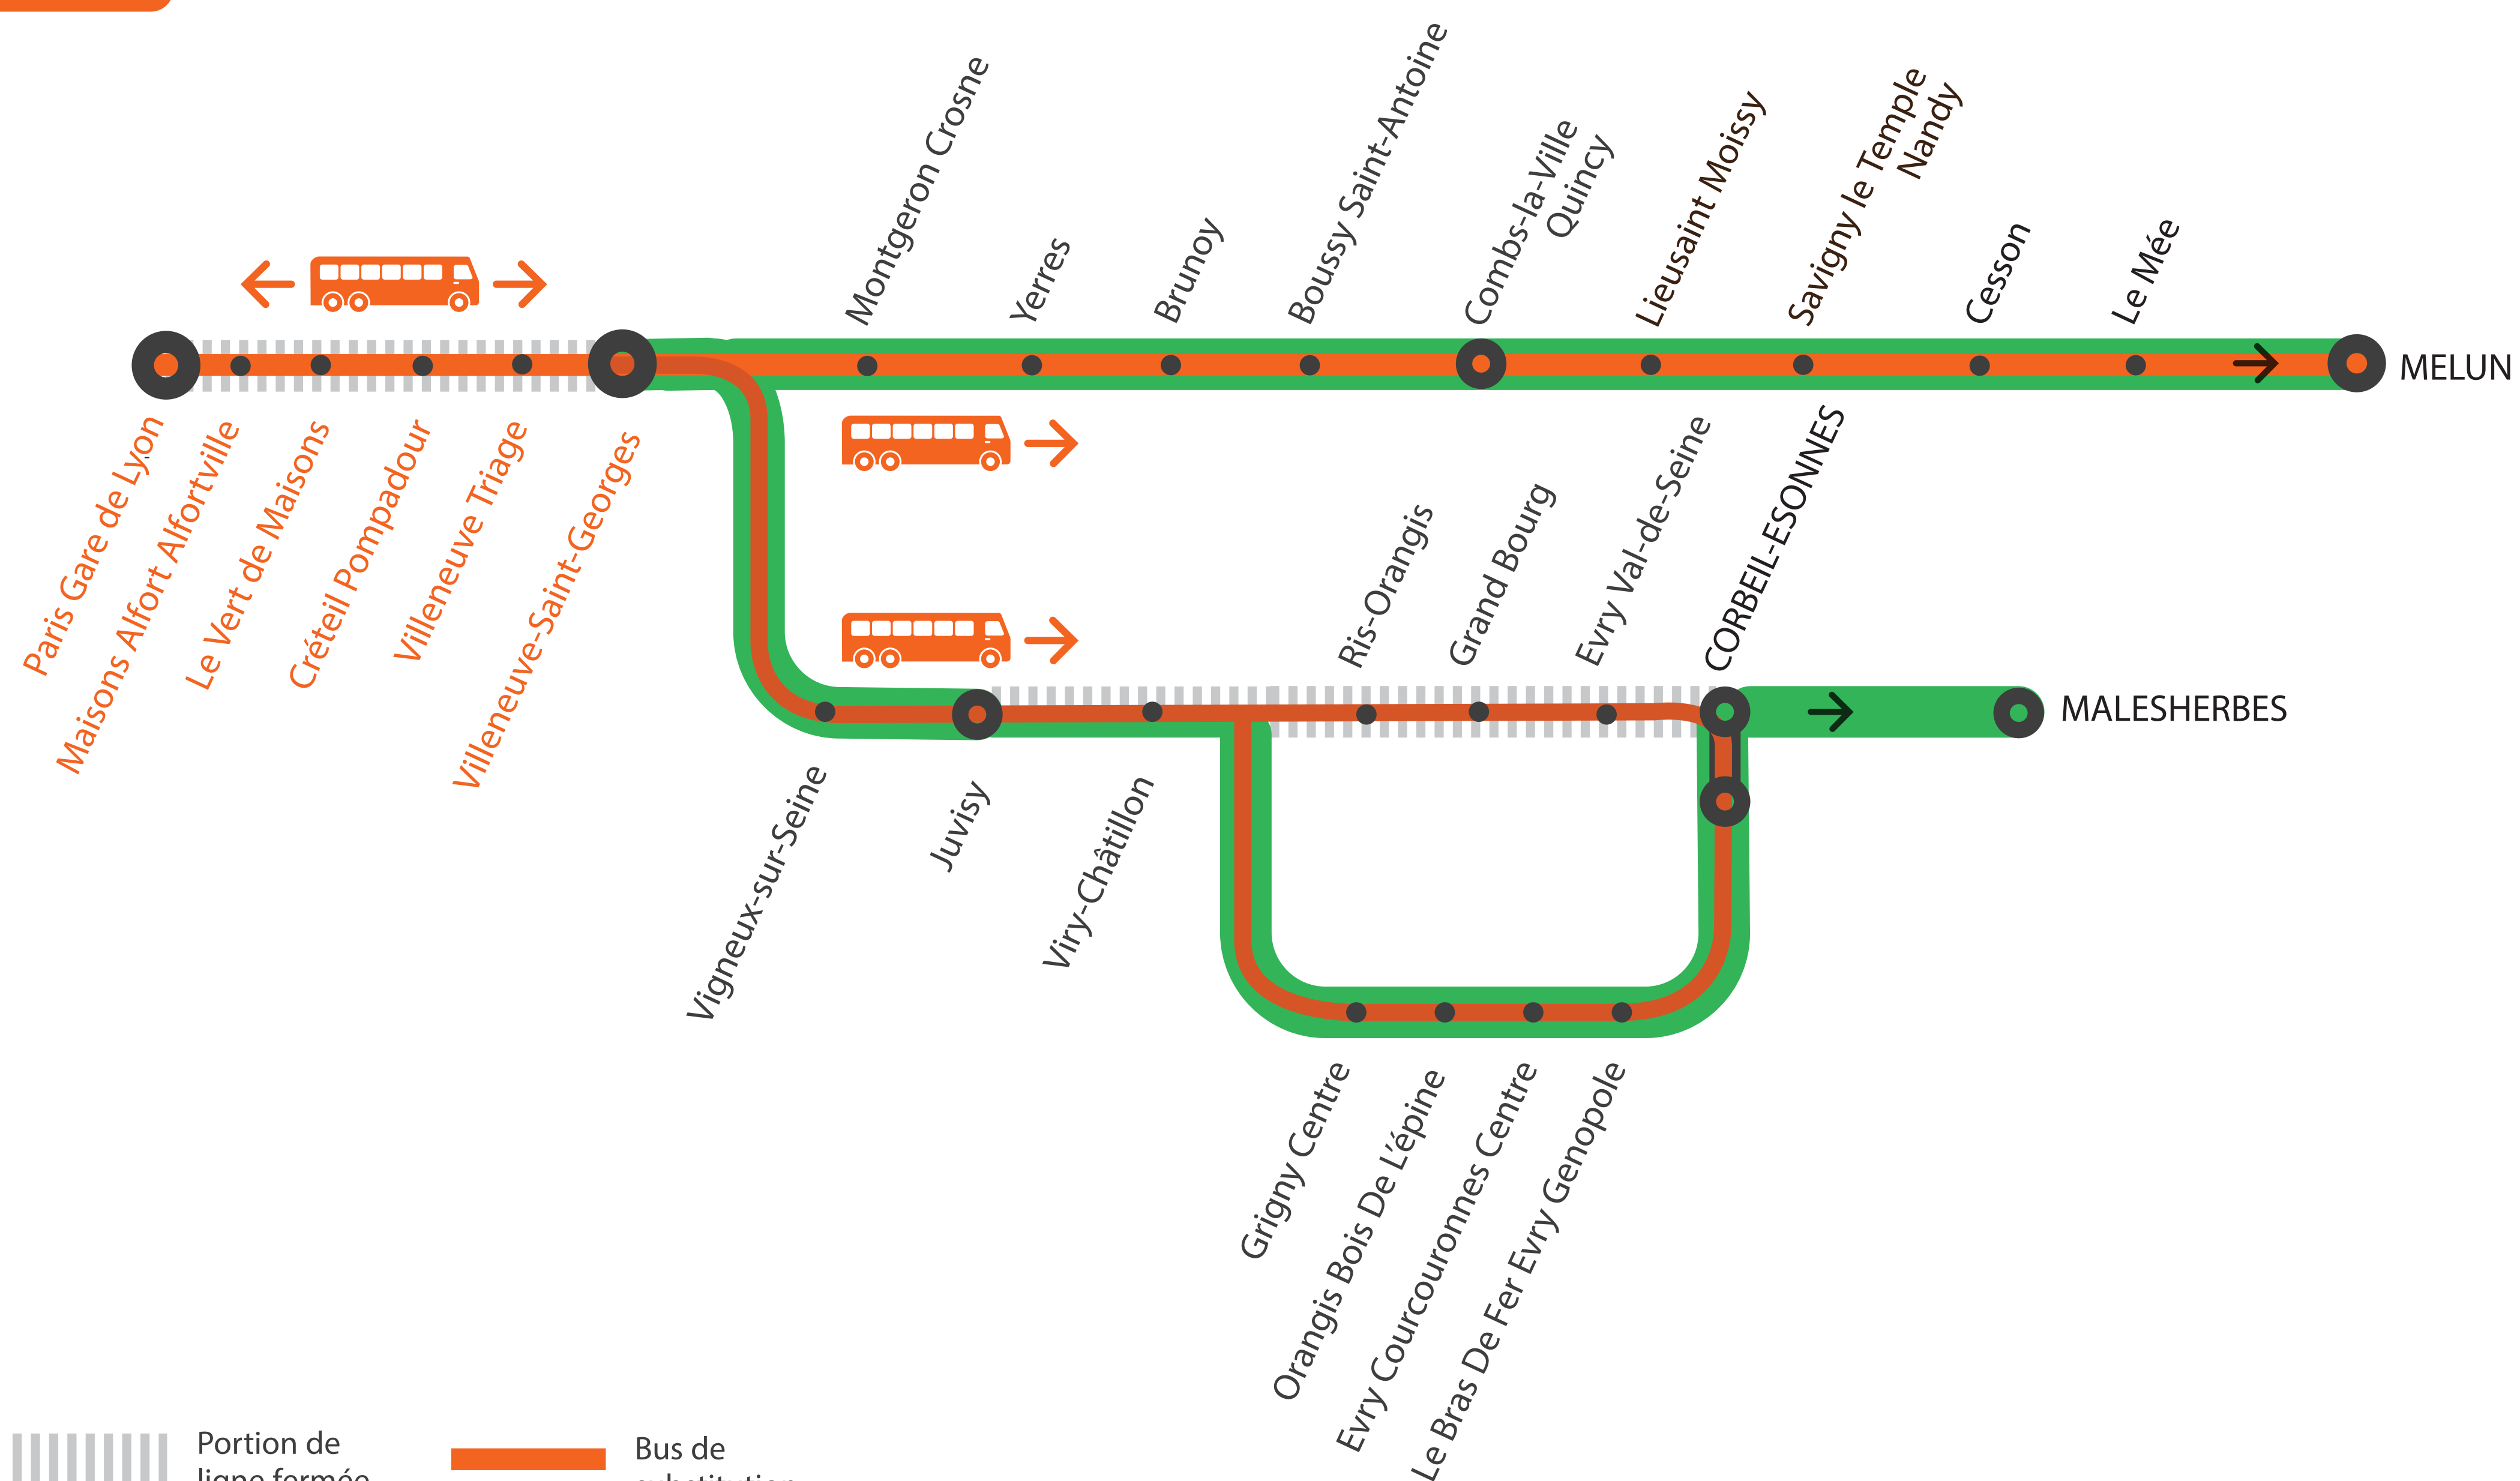 Montgeron Crosne
Yerres
Brunoy
Boussy Saint-Antoine
Combs-la-Ville
Quincy
Lieusaint Moissy
Savigny le Temple
Nandy
Cesson
Le Mée
MELUN
Paris Gare de Lyon
Maisons Alfort Alfortville
Le Vert de Maisons
Créteil Pompadour
Villeneuve Triage
Villeneuve-Saint-Georges
Ris-Orangis
Grand Bourg
Evry Val-de-Seine
CORBEIL-ESONNES
MALESHERBES
Vigneux-sur-Seine
Juvisy
Viry-Châtillon
Grigny Centre
Orangis Bois De L'épine
Evry Courcouronnes Centre
Le Bras De Fer Evry Genopole
Portion de
ligne fermée
Bus de
substitution